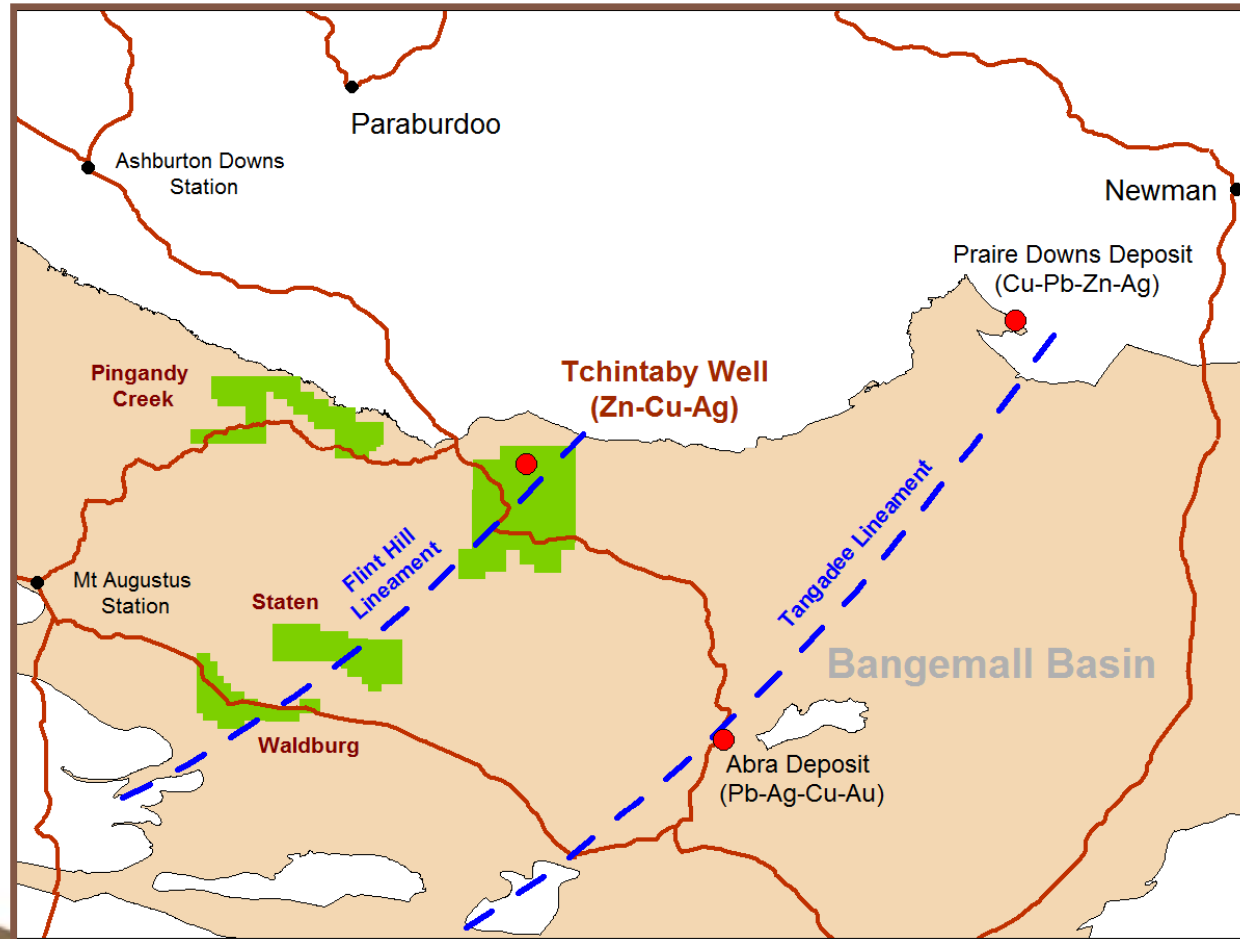 Paraburdoo
Ashburton Downs
Station
Newman
Praire Downs Deposit
(Cu-Pb-Zn-Ag)
Pingandy
Creek
Tchintaby Well
(Zn-Cu-Ag)
Flint Hill
Lineament
Tangadee Lineament
Mt Augustus
Station
Staten
Bangemall Basin
Waldburg
Abra Deposit
(Pb-Ag-Cu-Au)